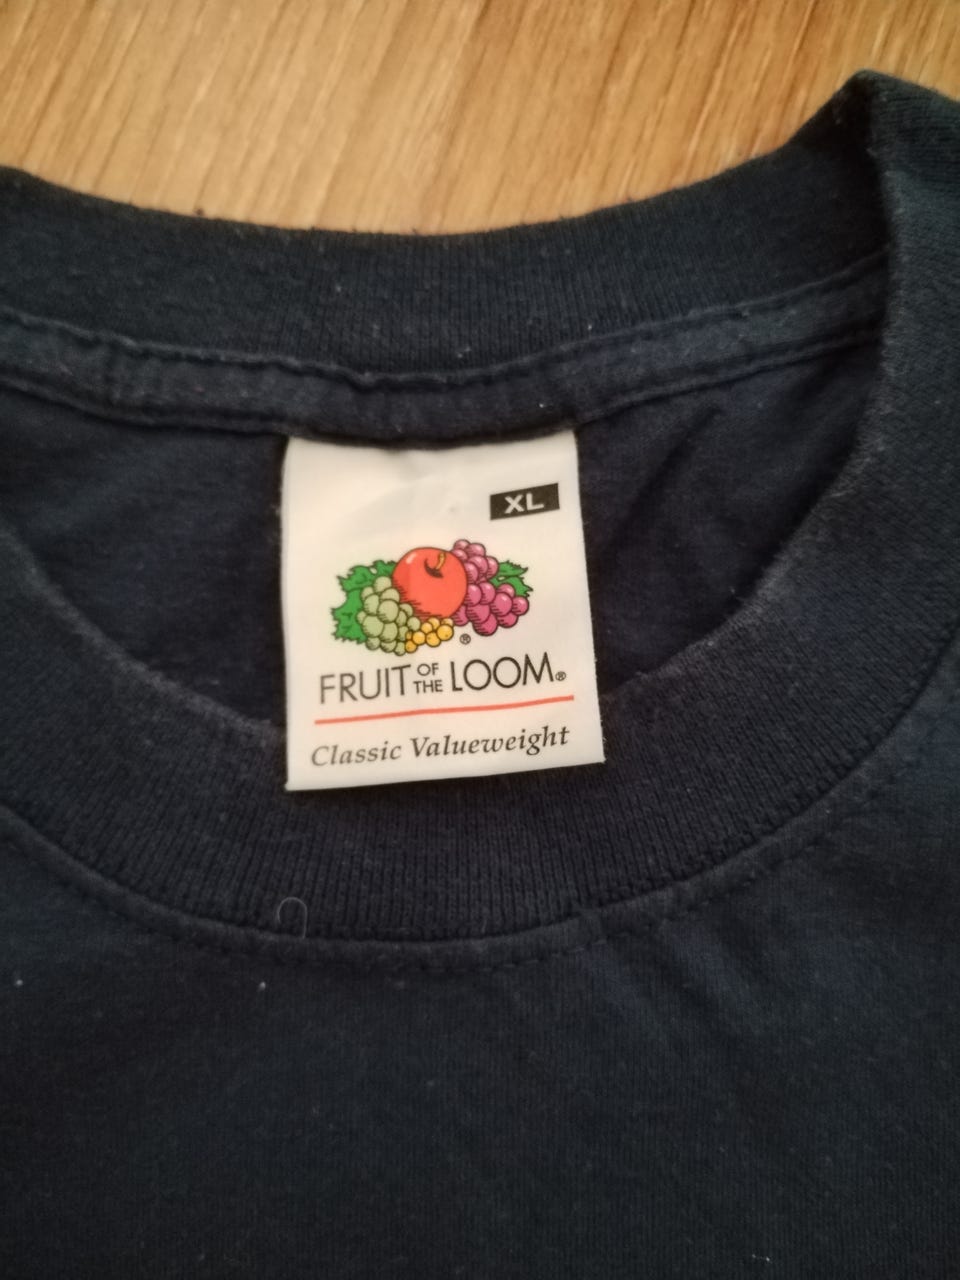 XL
®
FRUIT OF THE LOOM®
Classic Valueweight